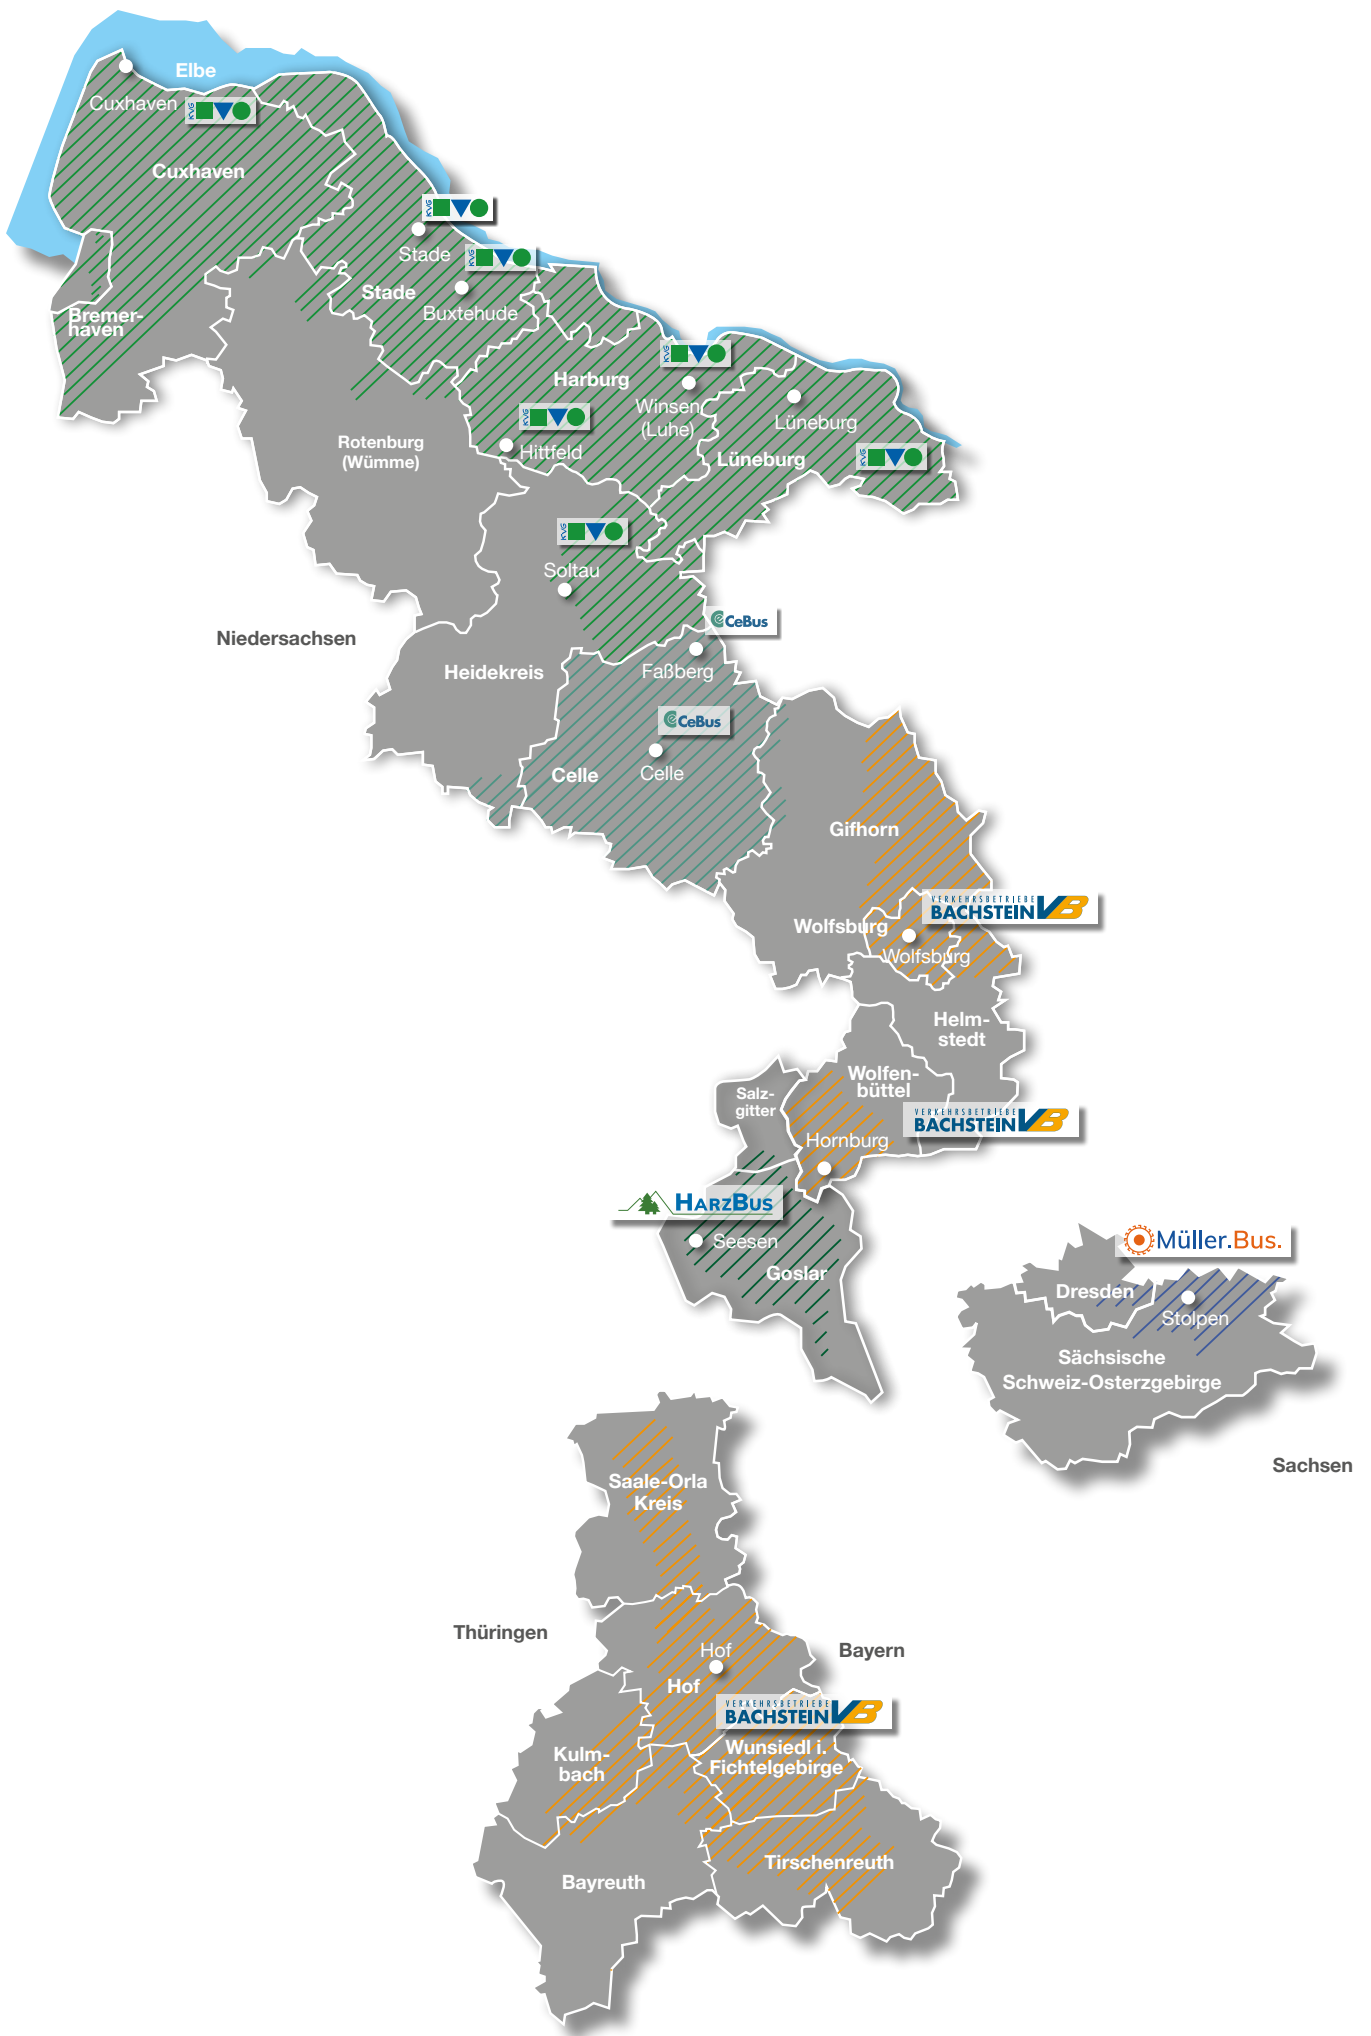 Elbe
Cuxhaven
KVG
Cuxhaven
KVG
Stade
KVG
Stade
Buxtehude
Bremer-
haven
KVG
Harburg
Winsen
(Luhe)
Lüneburg
KVG
Hittfeld
Rotenburg
(Wümme)
Lüneburg
KVG
KVG
Soltau
CeBus
Niedersachsen
Heidekreis
Faßberg
CeBus
Celle
Celle
Gifhorn
VERKEHRSBETRIEBE
BACHSTEIN VB
Wolfsburg
Wolfsburg
Helm-
stedt
Wolfen-
büttel
Salz-
gitter
VERKEHRSBETRIEBE
BACHSTEIN VB
Hornburg
HARZBUS
Seesen
Goslar
Müller.Bus.
Dresden
Stolpen
Sächsische
Schweiz-Osterzgebirge
Sachsen
Saale-Orla
Kreis
Thüringen
Bayern
Hof
Hof
VERKEHRSBETRIEBE
BACHSTEIN VB
Wunsiedl i.
Fichtelgebirge
Kulm-
bach
Tirschenreuth
Bayreuth